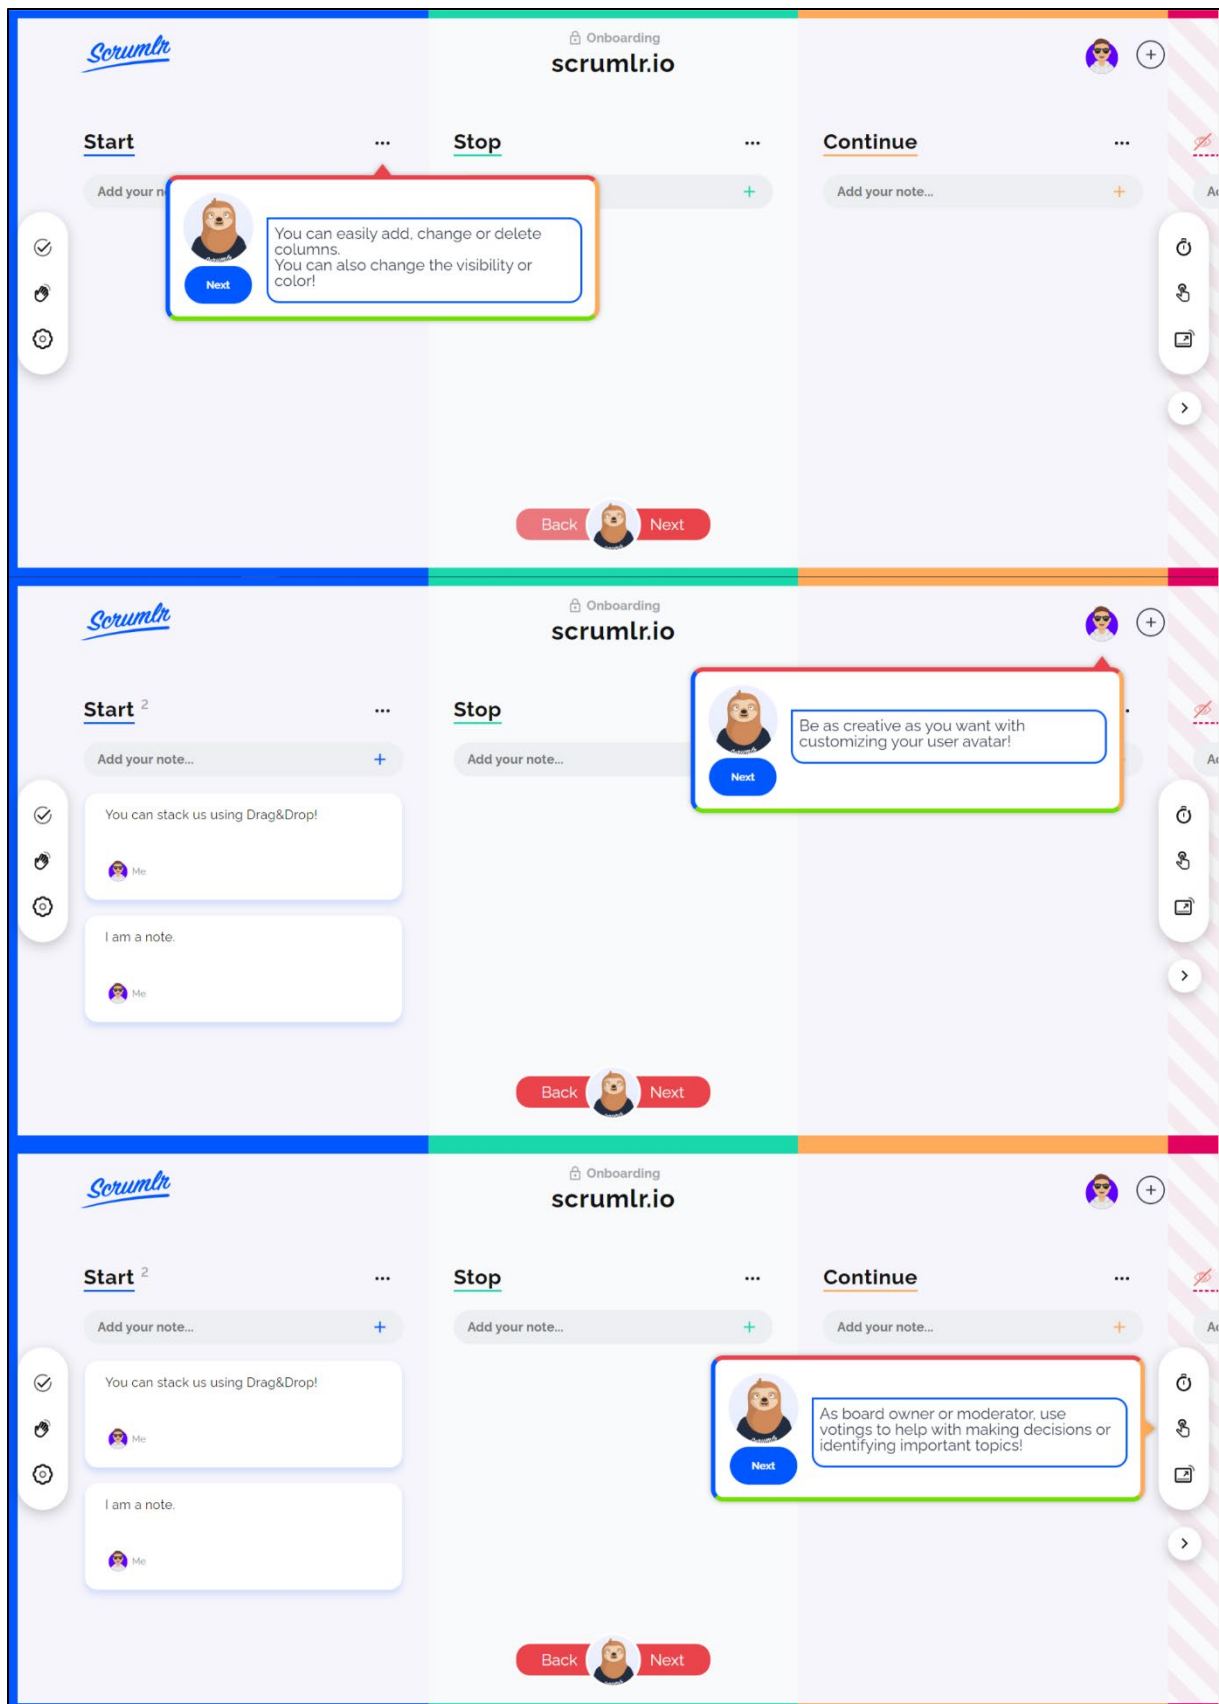 Scrumlr
Onboarding
scrumlr.io
Start
Stop
Continue
Add your n
Add your note...
A
You can easily add, change or delete
columns.
You can also change the visibility or
color!
Next
Back
Next
Scrumlr
Onboarding
scrumlr.io
Start 2
Stop
Be as creative as you want with
customizing your user avatar!
Next
Add your note...
Add your note...
A
You can stack us using Drag&Drop!
Me
I am a note.
Me
Back
Next
Scrumlr
Onboarding
scrumlr.io
Start 2
Stop
Continue
Add your note...
Add your note...
Add your note...
A
You can stack us using Drag&Drop!
Me
As board owner or moderator, use
votings to help with making decisions or
identifying important topics!
Next
I am a note.
Me
Back
Next